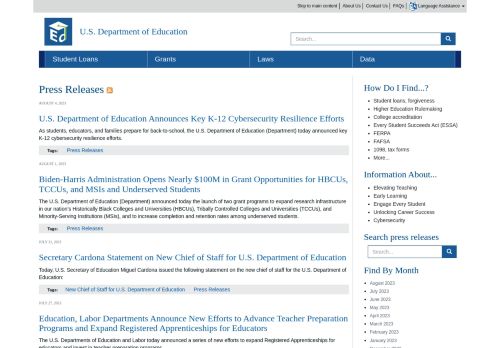 Skip to main content | About Us | Contact Us | FAQs | Language Assistance
U.S. Department of Education
Search...
Student Loans Grants Laws Data
Press Releases
AUGUST 8, 2023
U.S. Department of Education Announces Key K-12 Cybersecurity Resilience Efforts
As students, educators, and families prepare for back-to-school, the U.S. Department of Education (Department) today announced key
K-12 cybersecurity resilience efforts.
Tags: Press Releases
AUGUST 2, 2023
Biden-Harris Administration Opens Nearly $100M in Grant Opportunities for HBCUs,
TCCUs, and MSIs and Underserved Students
The U.S. Department of Education (Department) announced today the launch of two grant programs to expand research infrastructure
in our nation's Historically Black Colleges and Universities (HBCUs), Tribally Controlled Colleges and Universities (TCCUs), and
Minority-Serving Institutions (MSIs), and to increase completion and retention rates among underserved students.
Tags: Press Releases
JULY 31, 2023
Secretary Cardona Statement on New Chief of Staff for U.S. Department of Education
Today, U.S. Secretary of Education Miguel Cardona issued the following statement on the new chief of staff for the U.S. Department of
Education:
Tags: New Chief of Staff for U.S. Department of Education Press Releases
JULY 27, 2023
Education, Labor Departments Announce New Efforts to Advance Teacher Preparation
Programs and Expand Registered Apprenticeships for Educators
The U.S. Departments of Education and Labor today announced a series of new efforts to expand Registered Apprenticeships for
How Do I Find...?
Student loans, forgiveness
Higher Education Rulemaking
College accreditation
Every Student Succeeds Act (ESSA)
FERPA
FAFSA
1098, tax forms
More...
Information About...
Elevating Teaching
Early Learning
Engage Every Student
Unlocking Career Success
Cybersecurity
Search press releases
Search...
Find By Month
August 2023
July 2023
June 2023
May 2023
April 2023
March 2023
February 2023
January 2023